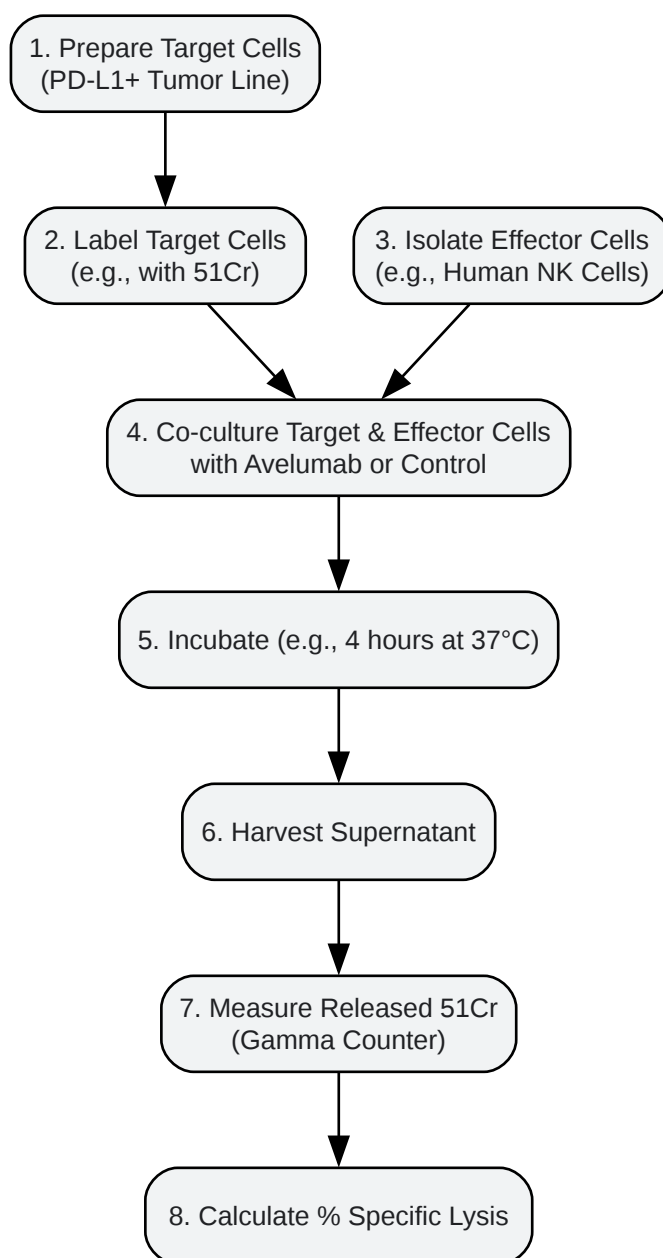 1. Prepare Target Cells
(PD-L1+ Tumor Line)
2. Label Target Cells
(e.g., with 51Cr)
3. Isolate Effector Cells
(e.g., Human NK Cells)
4. Co-culture Target & Effector Cells
with Avelumab or Control
5. Incubate (e.g., 4 hours at 37°C)
6. Harvest Supernatant
7. Measure Released 51Cr
(Gamma Counter)
8. Calculate % Specific Lysis